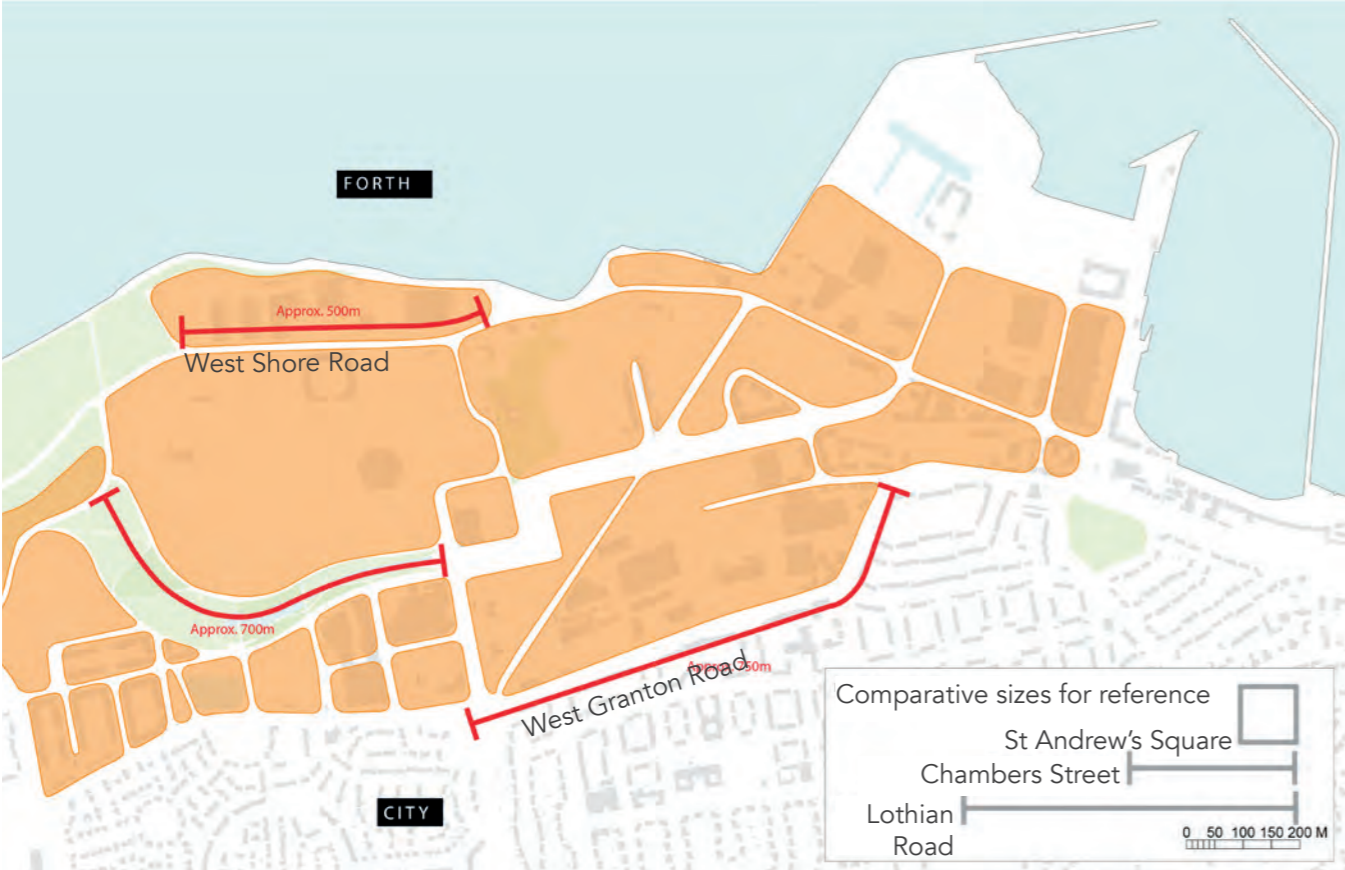 FORTH
Approx. 500m
West Shore Road
Approx. 700m
West Granton Road
Comparative sizes for reference
St Andrew's Square
Chambers Street
Lothian
Road
0 50 100 150 200 M
CITY